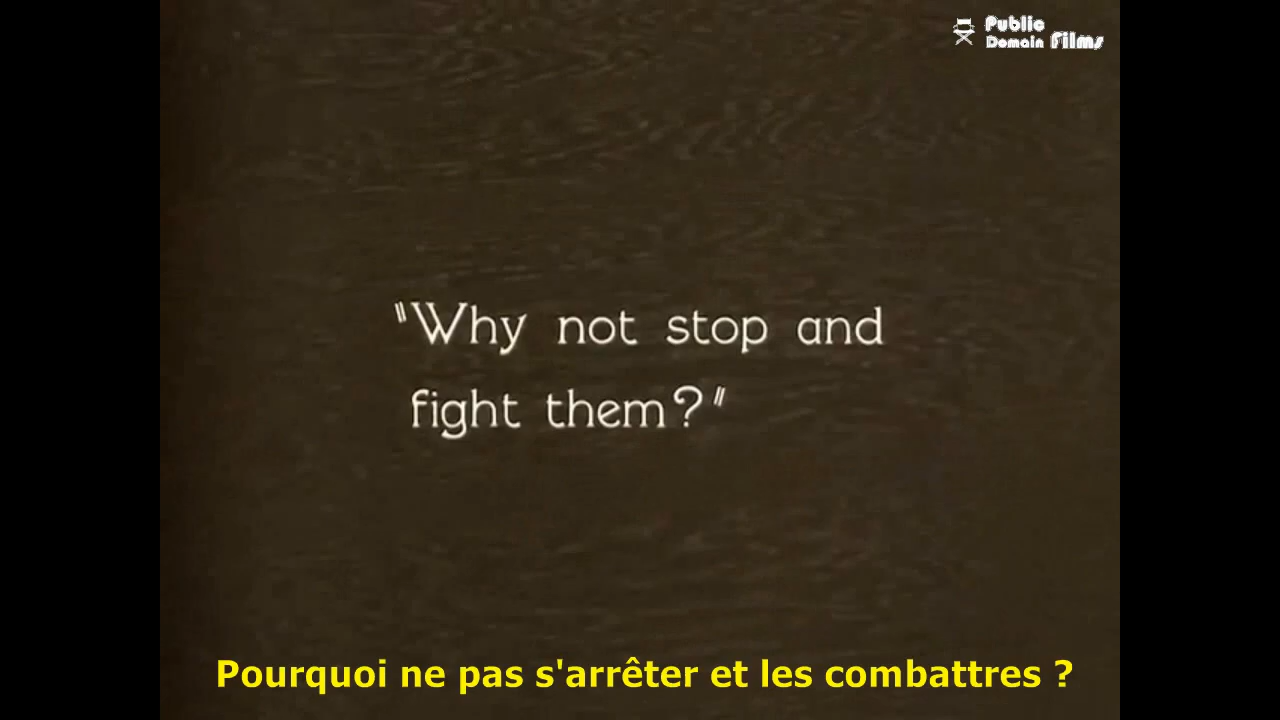 Public
Domain Films
"Why not stop and
fight them?"
Pourquoi ne pas s'arrêter et les combattres ?